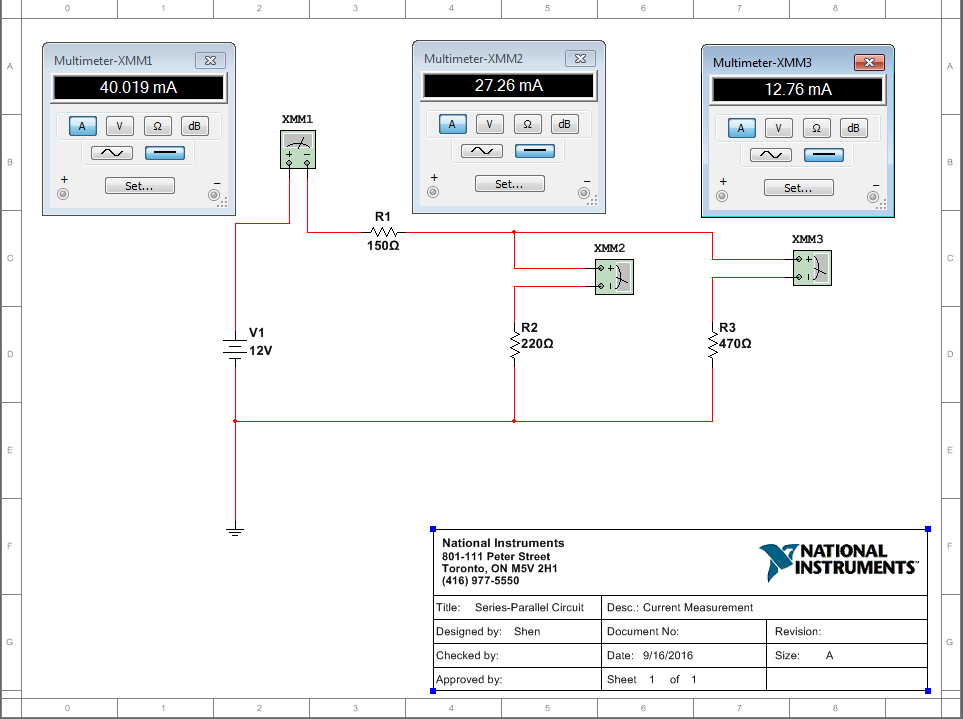 0 1 2 3 4 5 6 7 8
Multimeter-XMM1
40.019 mA
A V Ω dB
+ −
Set...
Multimeter-XMM2
27.26 mA
A V Ω dB
+ −
Set...
Multimeter-XMM3
12.76 mA
A V Ω dB
+ −
Set...
A
B
C
D
E
F
G
XMM1
+ −
R1
150Ω
XMM2
+
XMM3
+
V1
12V
R2
220Ω
R3
470Ω
A
B
C
D
E
F
G
National Instruments
801-111 Peter Street
Toronto, ON M5V 2H1
(416) 977-5550
NATIONAL
INSTRUMENTS™
Title: Series-Parallel Circuit Desc.: Current Measurement
Designed by: Shen Document No: Revision:
Checked by: Date: 9/16/2016 Size: A
Approved by: Sheet 1 of 1
0 1 2 3 4 5 6 7 8